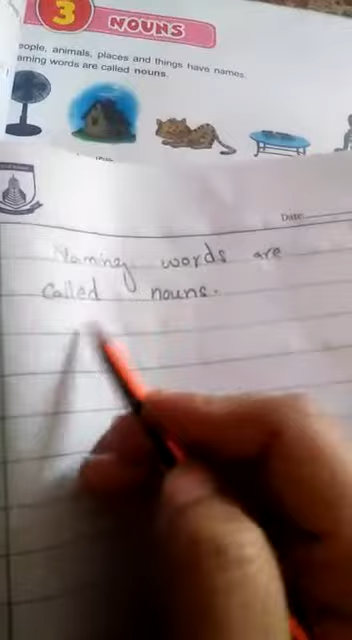 3 NOUNS
eople, animals, places and things have names.
aming words are called nouns.
Date:
Naming words are
called nouns.